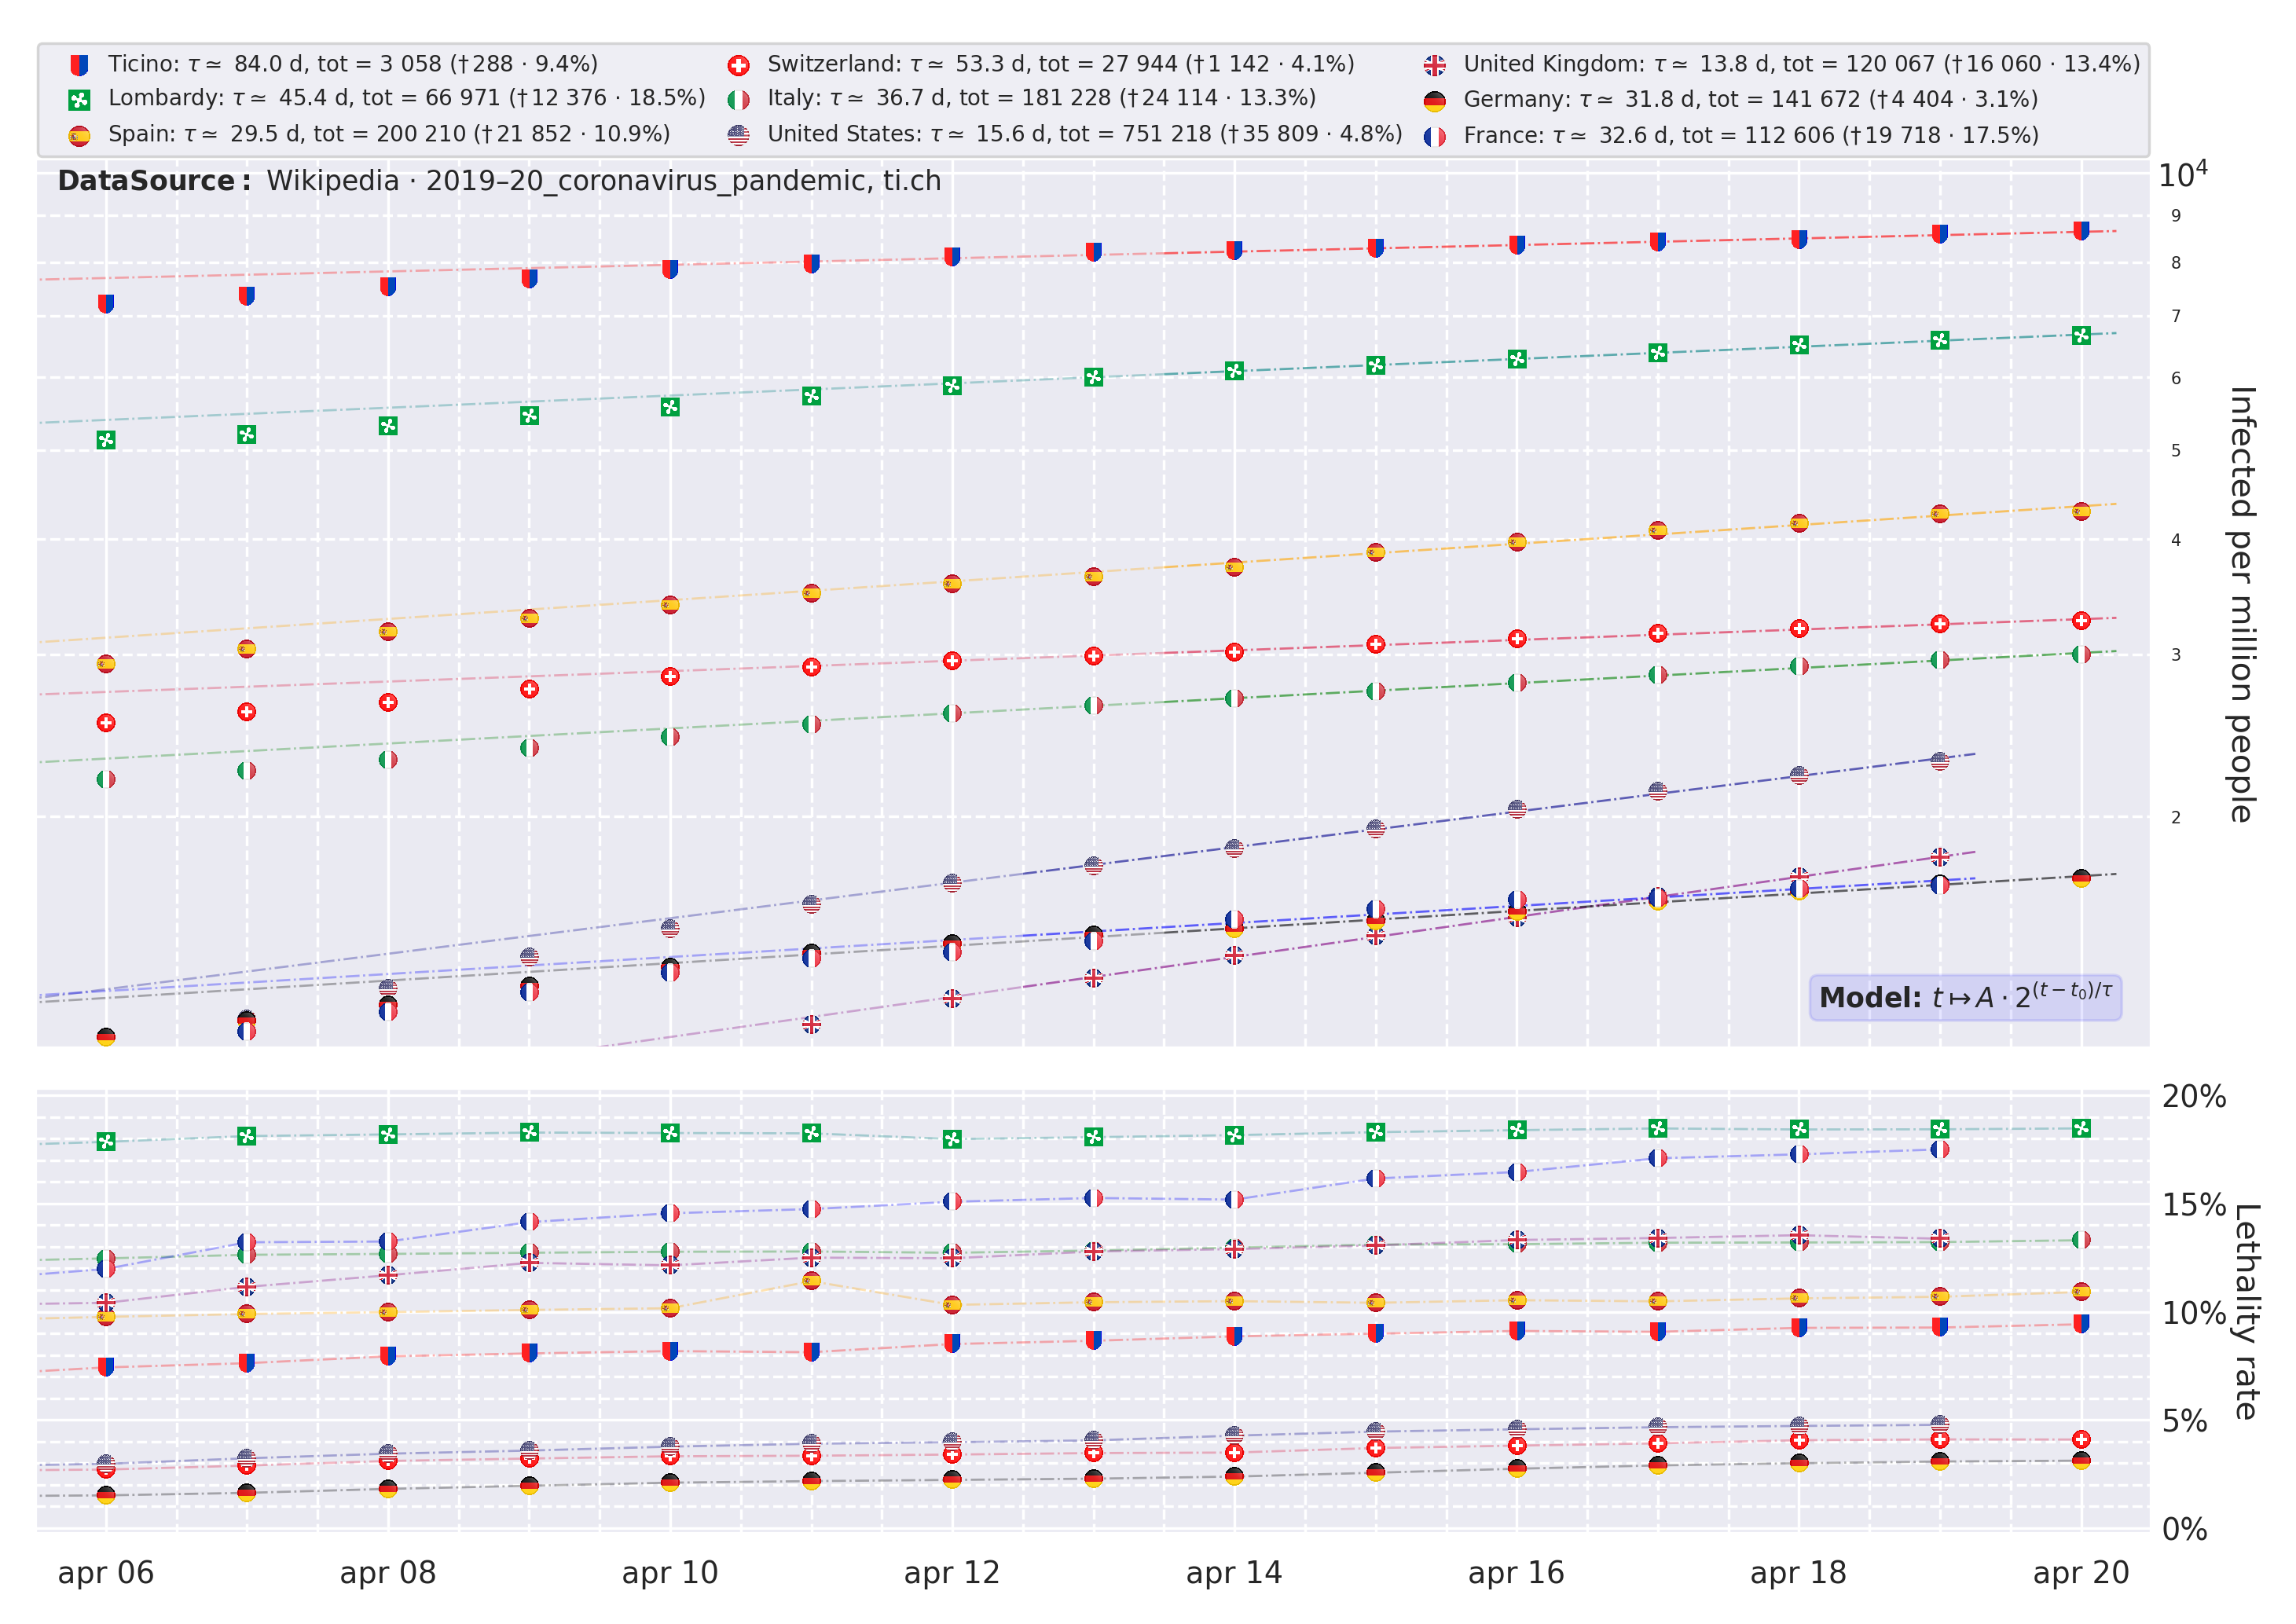 Ticino: τ ≃ 84.0 d, tot = 3 058 (†288 · 9.4%)
Lombardy: τ ≃ 45.4 d, tot = 66 971 (†12 376 · 18.5%)
Spain: τ ≃ 29.5 d, tot = 200 210 (†21 852 · 10.9%)
Switzerland: τ ≃ 53.3 d, tot = 27 944 (†1 142 · 4.1%)
Italy: τ ≃ 36.7 d, tot = 181 228 (†24 114 · 13.3%)
United States: τ ≃ 15.6 d, tot = 751 218 (†35 809 · 4.8%)
United Kingdom: τ ≃ 13.8 d, tot = 120 067 (†16 060 · 13.4%)
Germany: τ ≃ 31.8 d, tot = 141 672 (†4 404 · 3.1%)
France: τ ≃ 32.6 d, tot = 112 606 (†19 718 · 17.5%)
DataSource: Wikipedia · 2019–20_coronavirus_pandemic, ti.ch
10⁴
9
8
7
6
5
4
3
2
Infected per million people
Model: t ↦ A · 2^{(t − t₀)/τ}
20%
15%
10%
5%
0%
Lethality rate
apr 06 apr 08 apr 10 apr 12 apr 14 apr 16 apr 18 apr 20